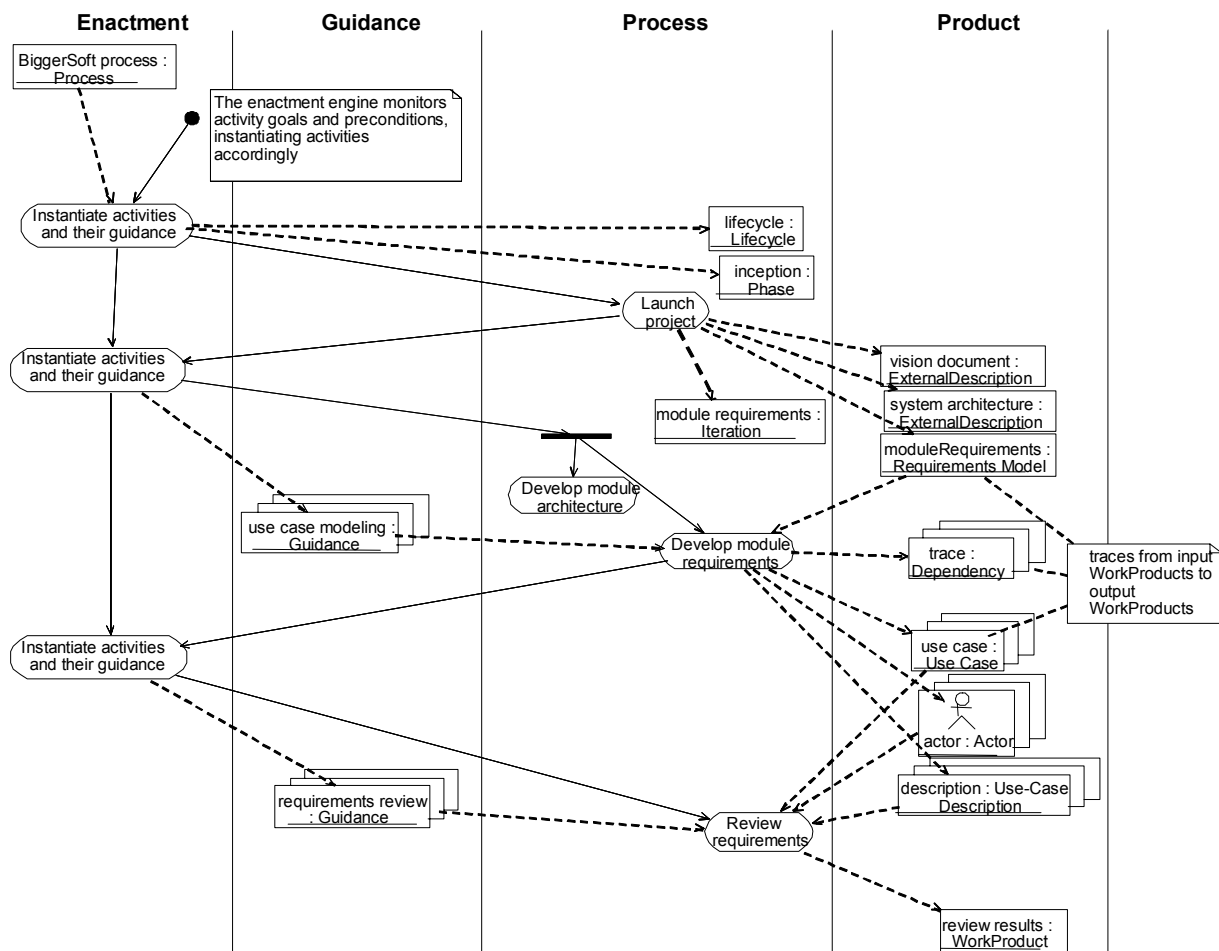 Enactment
Guidance
Process
Product
BiggerSoft process :
Process
The enactment engine monitors
activity goals and preconditions,
instantiating activities
accordingly
Instantiate activities
and their guidance
lifecycle :
Lifecycle
inception :
Phase
Launch
project
Instantiate activities
and their guidance
vision document :
ExternalDescription
system architecture :
ExternalDescription
module requirements :
Iteration
moduleRequirements :
Requirements Model
Develop module
architecture
use case modeling :
Guidance
Develop module
requirements
trace :
Dependency
traces from input
WorkProducts to
output
WorkProducts
Instantiate activities
and their guidance
use case :
Use Case
actor : Actor
requirements review
: Guidance
description : Use-Case
Description
Review
requirements
review results :
WorkProduct